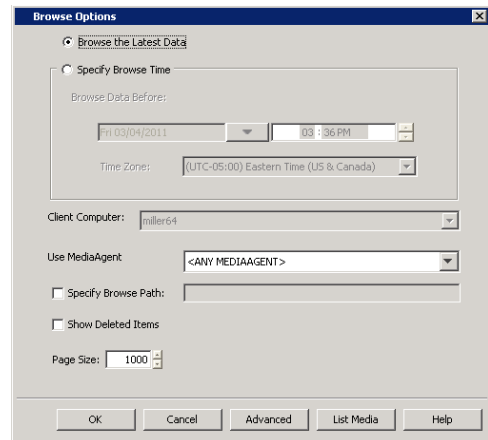 Browse Options
Browse the Latest Data
Specify Browse Time
Browse Data Before:
Fri 03/04/2011 03 : 36 PM
Time Zone: (UTC-05:00) Eastern Time (US & Canada)
Client Computer: miller64
Use MediaAgent <ANY MEDIAAGENT>
Specify Browse Path:
Show Deleted Items
Page Size: 1000
OK Cancel Advanced List Media Help